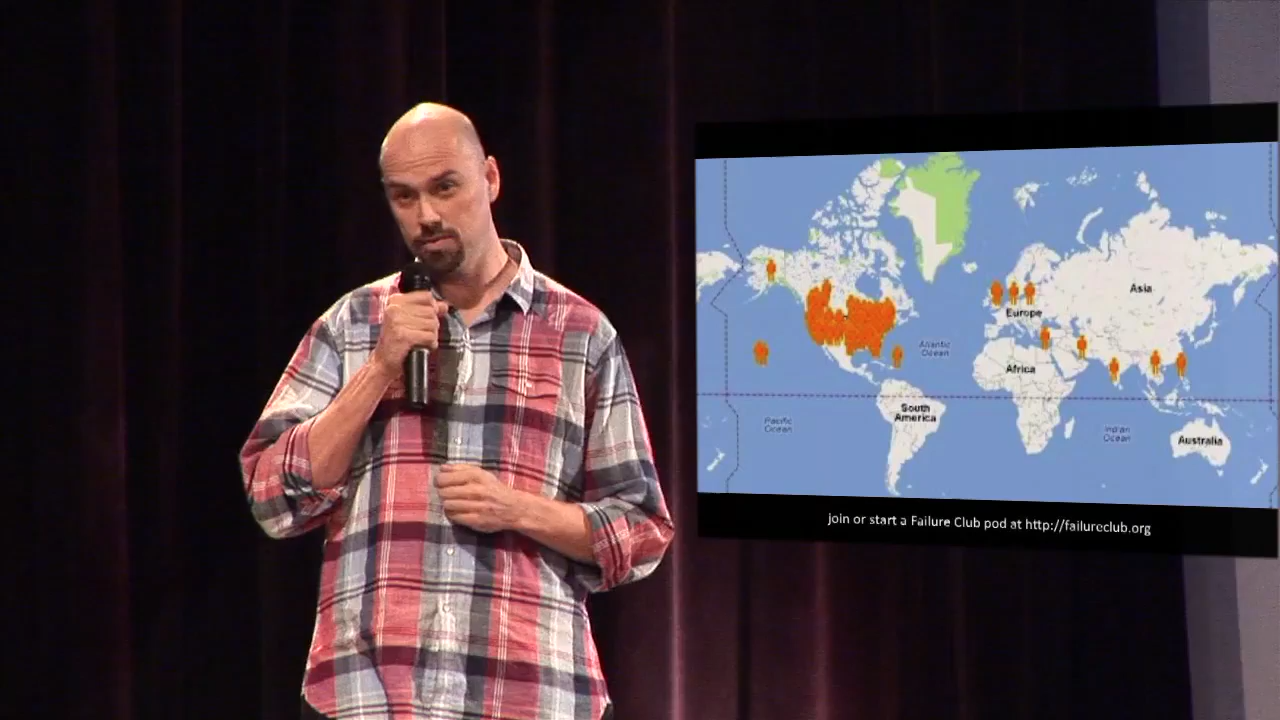 Asia
Europe
Atlantic
Ocean
Africa
South
America
Pacific
Ocean
Indian
Ocean
Australia
join or start a Failure Club pod at http://failureclub.org